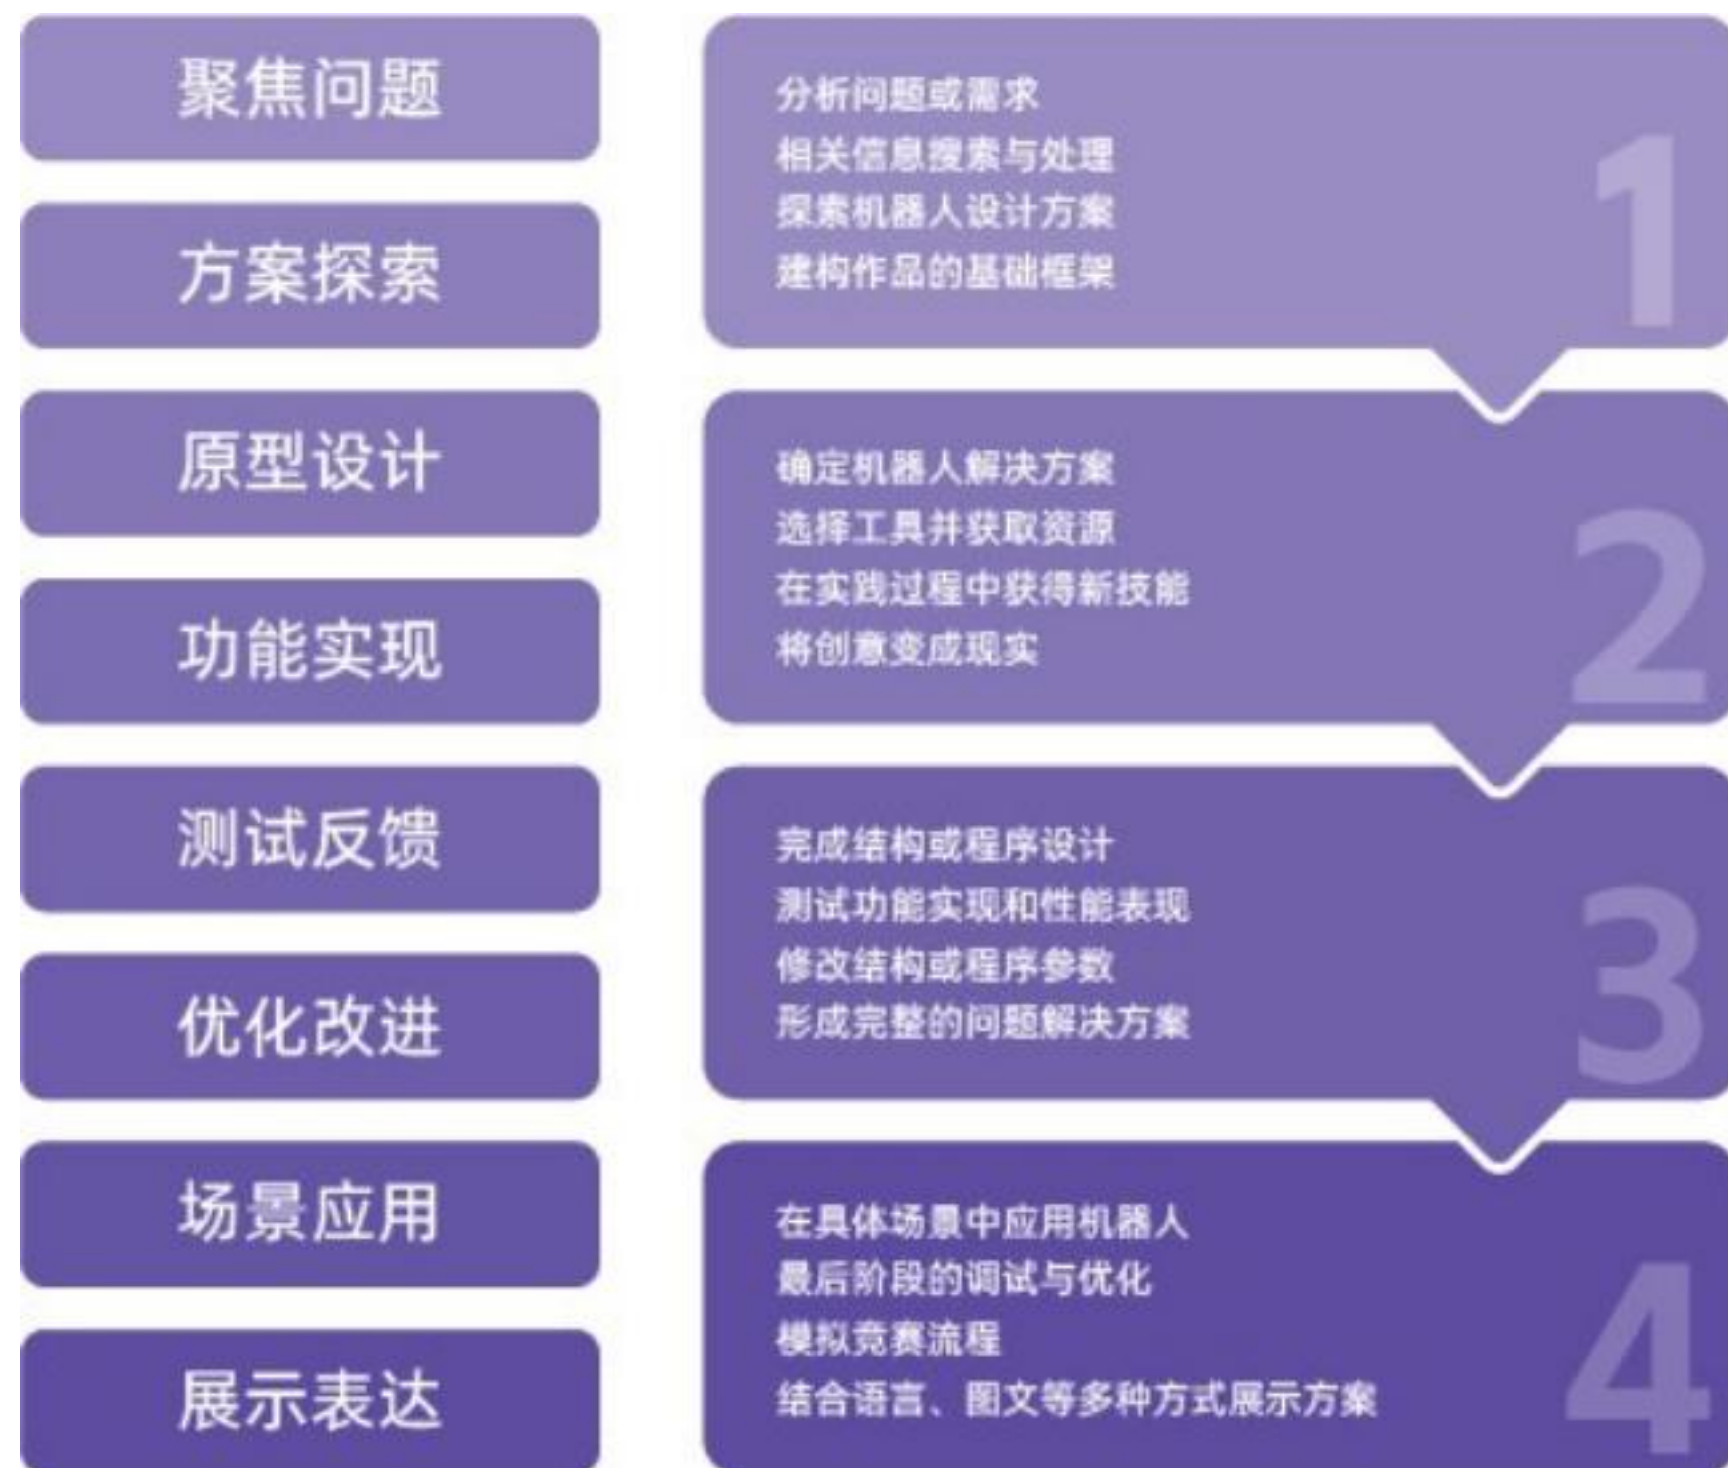 聚焦问题
方案探索
原型设计
功能实现
测试反馈
优化改进
场景应用
展示表达
分析问题或需求
相关信息搜索与处理
探索机器人设计方案
建构作品的基础框架
1
确定机器人解决方案
选择工具并获取资源
在实践过程中获得新技能
将创意变成现实
2
完成结构或程序设计
测试功能实现和性能表现
修改结构或程序参数
形成完整的问题解决方案
3
在具体场景中应用机器人
最后阶段的调试与优化
模拟竞赛流程
结合语言、图文等多种方式展示方案
4